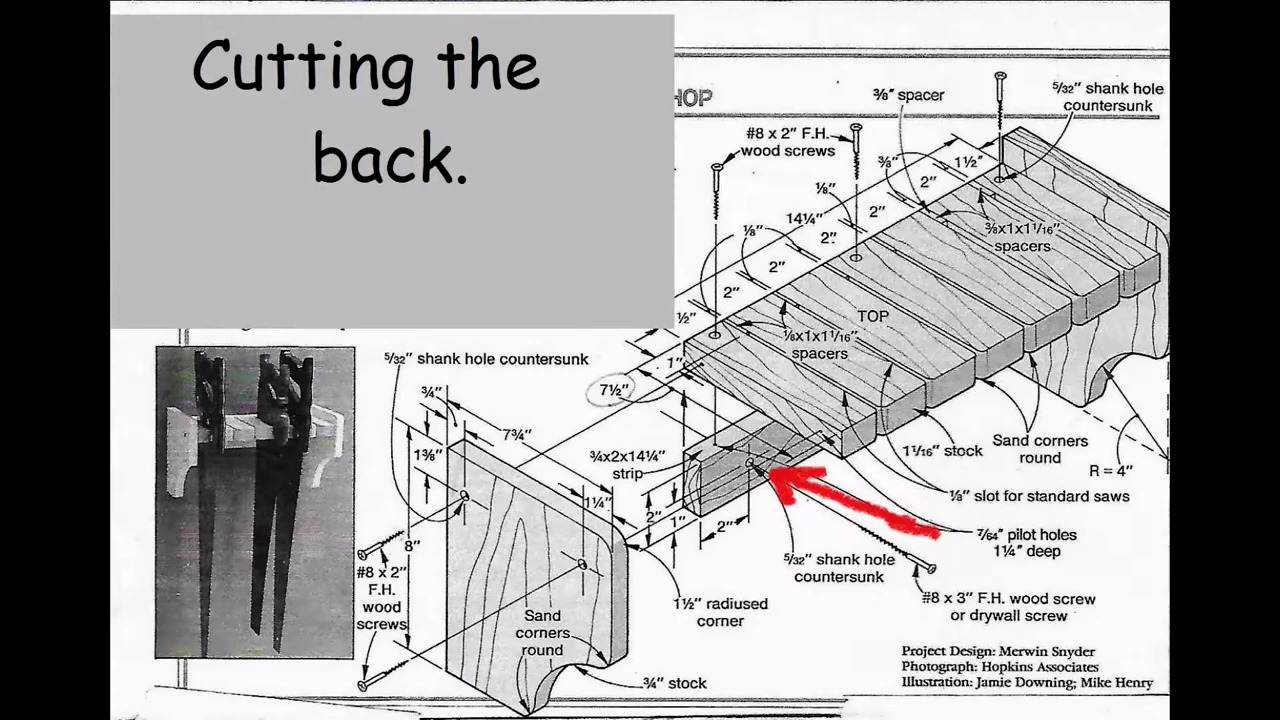 Cutting the
back.
HOP
3/8″ spacer
5/32″ shank hole
countersunk
#8 x 2″ F.H.
wood screws
3/8″
1 1/2″
2″
1/8″
2″
14 1/4″
1/8″
2″
3/8x1x1 1/16″
spacers
2″
2″
TOP
1/2″
1/8x1x1 1/16″
spacers
5/32″ shank hole countersunk
1″
7 1/2″
3/4″
7 3/4″
1 3/8″
3/4x2x14 1/4″
strip
1 1/16″ stock
Sand corners
round
R = 4″
1 1/4″
1/8″ slot for standard saws
2″
1″
2″
7/64″ pilot holes
1 1/4″ deep
8″
5/32″ shank hole
countersunk
#8 x 2″
F.H.
wood
screws
1 1/2″ radiused
corner
#8 x 3″ F.H. wood screw
or drywall screw
Sand
corners
round
3/4″ stock
Project Design: Merwin Snyder
Photograph: Hopkins Associates
Illustration: Jamie Downing; Mike Henry